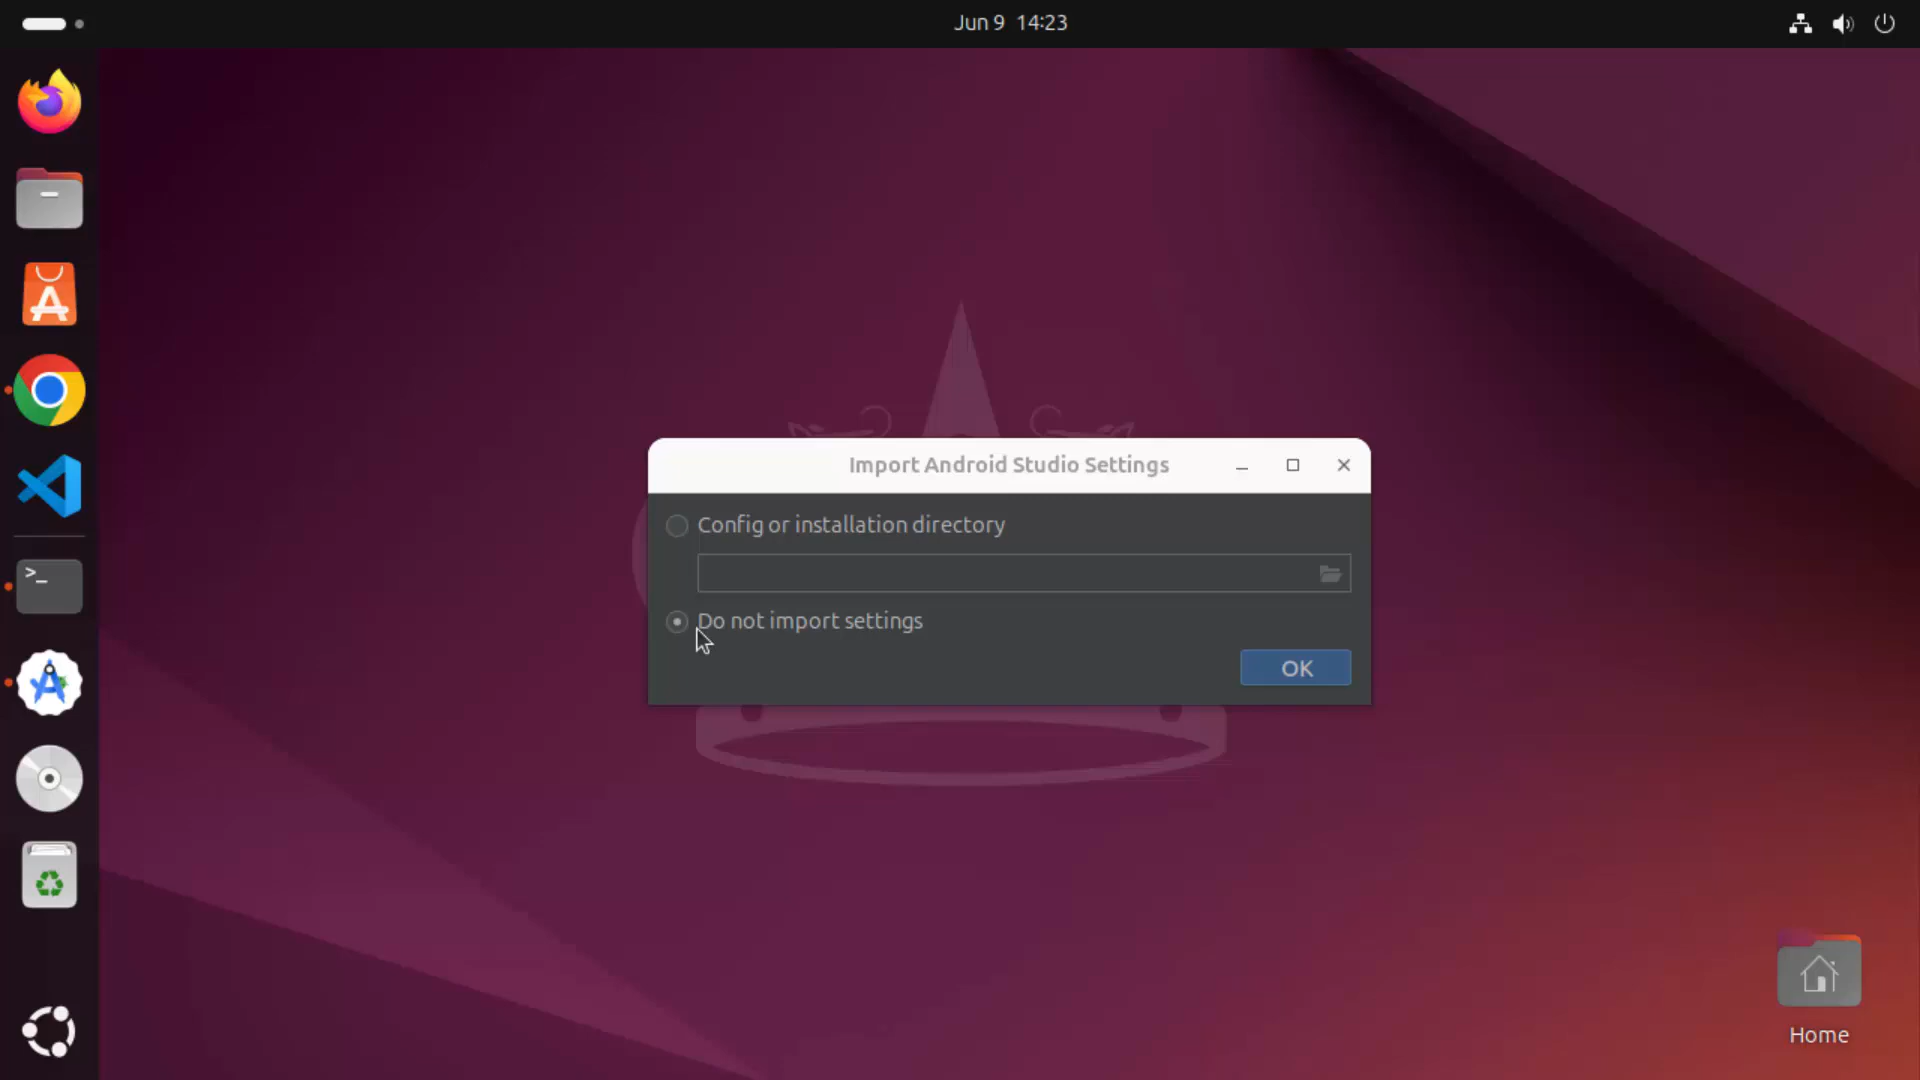 Jun 9 14:23
Import Android Studio Settings
Config or installation directory
Do not import settings
OK
Home